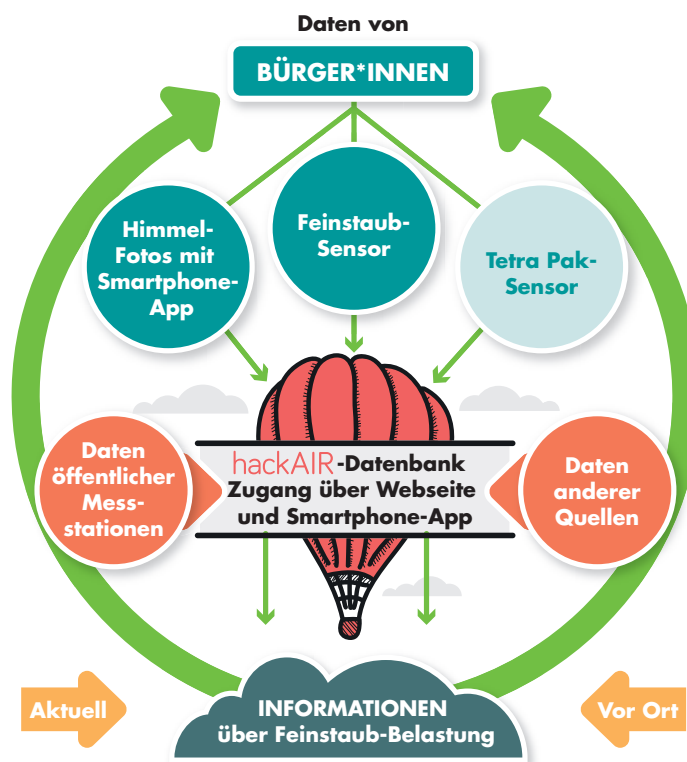 Daten von
BÜRGER*INNEN
Himmel-
Fotos mit
Smartphone-
App
Feinstaub-
Sensor
Tetra Pak-
Sensor
Daten
öffentlicher
Mess-
stationen
hackAIR-Datenbank
Zugang über Webseite
und Smartphone-App
Daten
anderer
Quellen
Aktuell
INFORMATIONEN
über Feinstaub-Belastung
Vor Ort